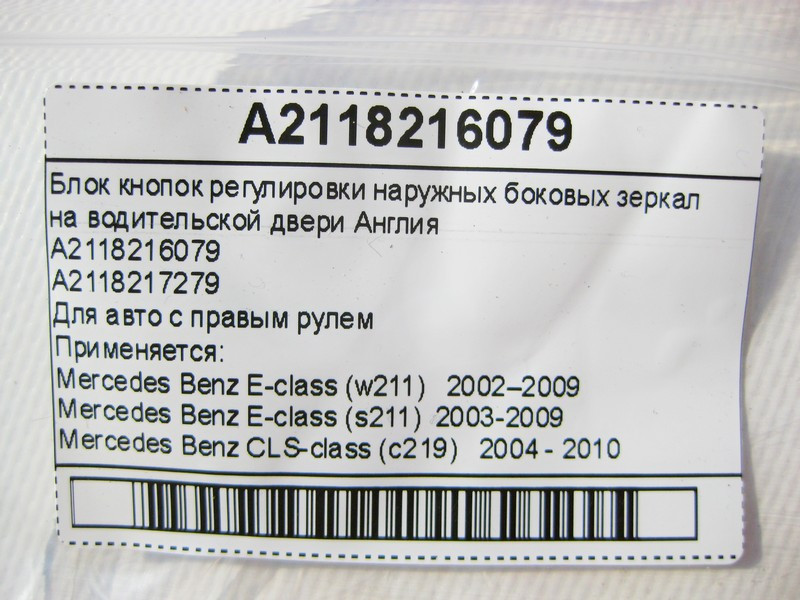 A2118216079
Блок кнопок регулировки наружных боковых зеркал
на водительской двери Англия
A2118216079
A2118217279
Для авто с правым рулем
Применяется:
Mercedes Benz E-class (w211) 2002–2009
Mercedes Benz E-class (s211) 2003-2009
Mercedes Benz CLS-class (c219) 2004 - 2010